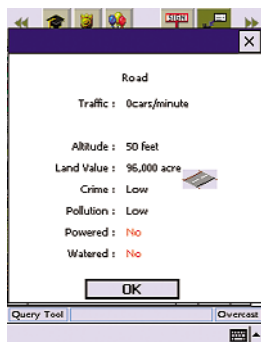 SIGN
Road
Traffic : 0cars/minute
Altitude : 50 feet
Land Value : 96,000 acre
Crime : Low
Pollution : Low
Powered : No
Watered : No
OK
Query Tool Overcast